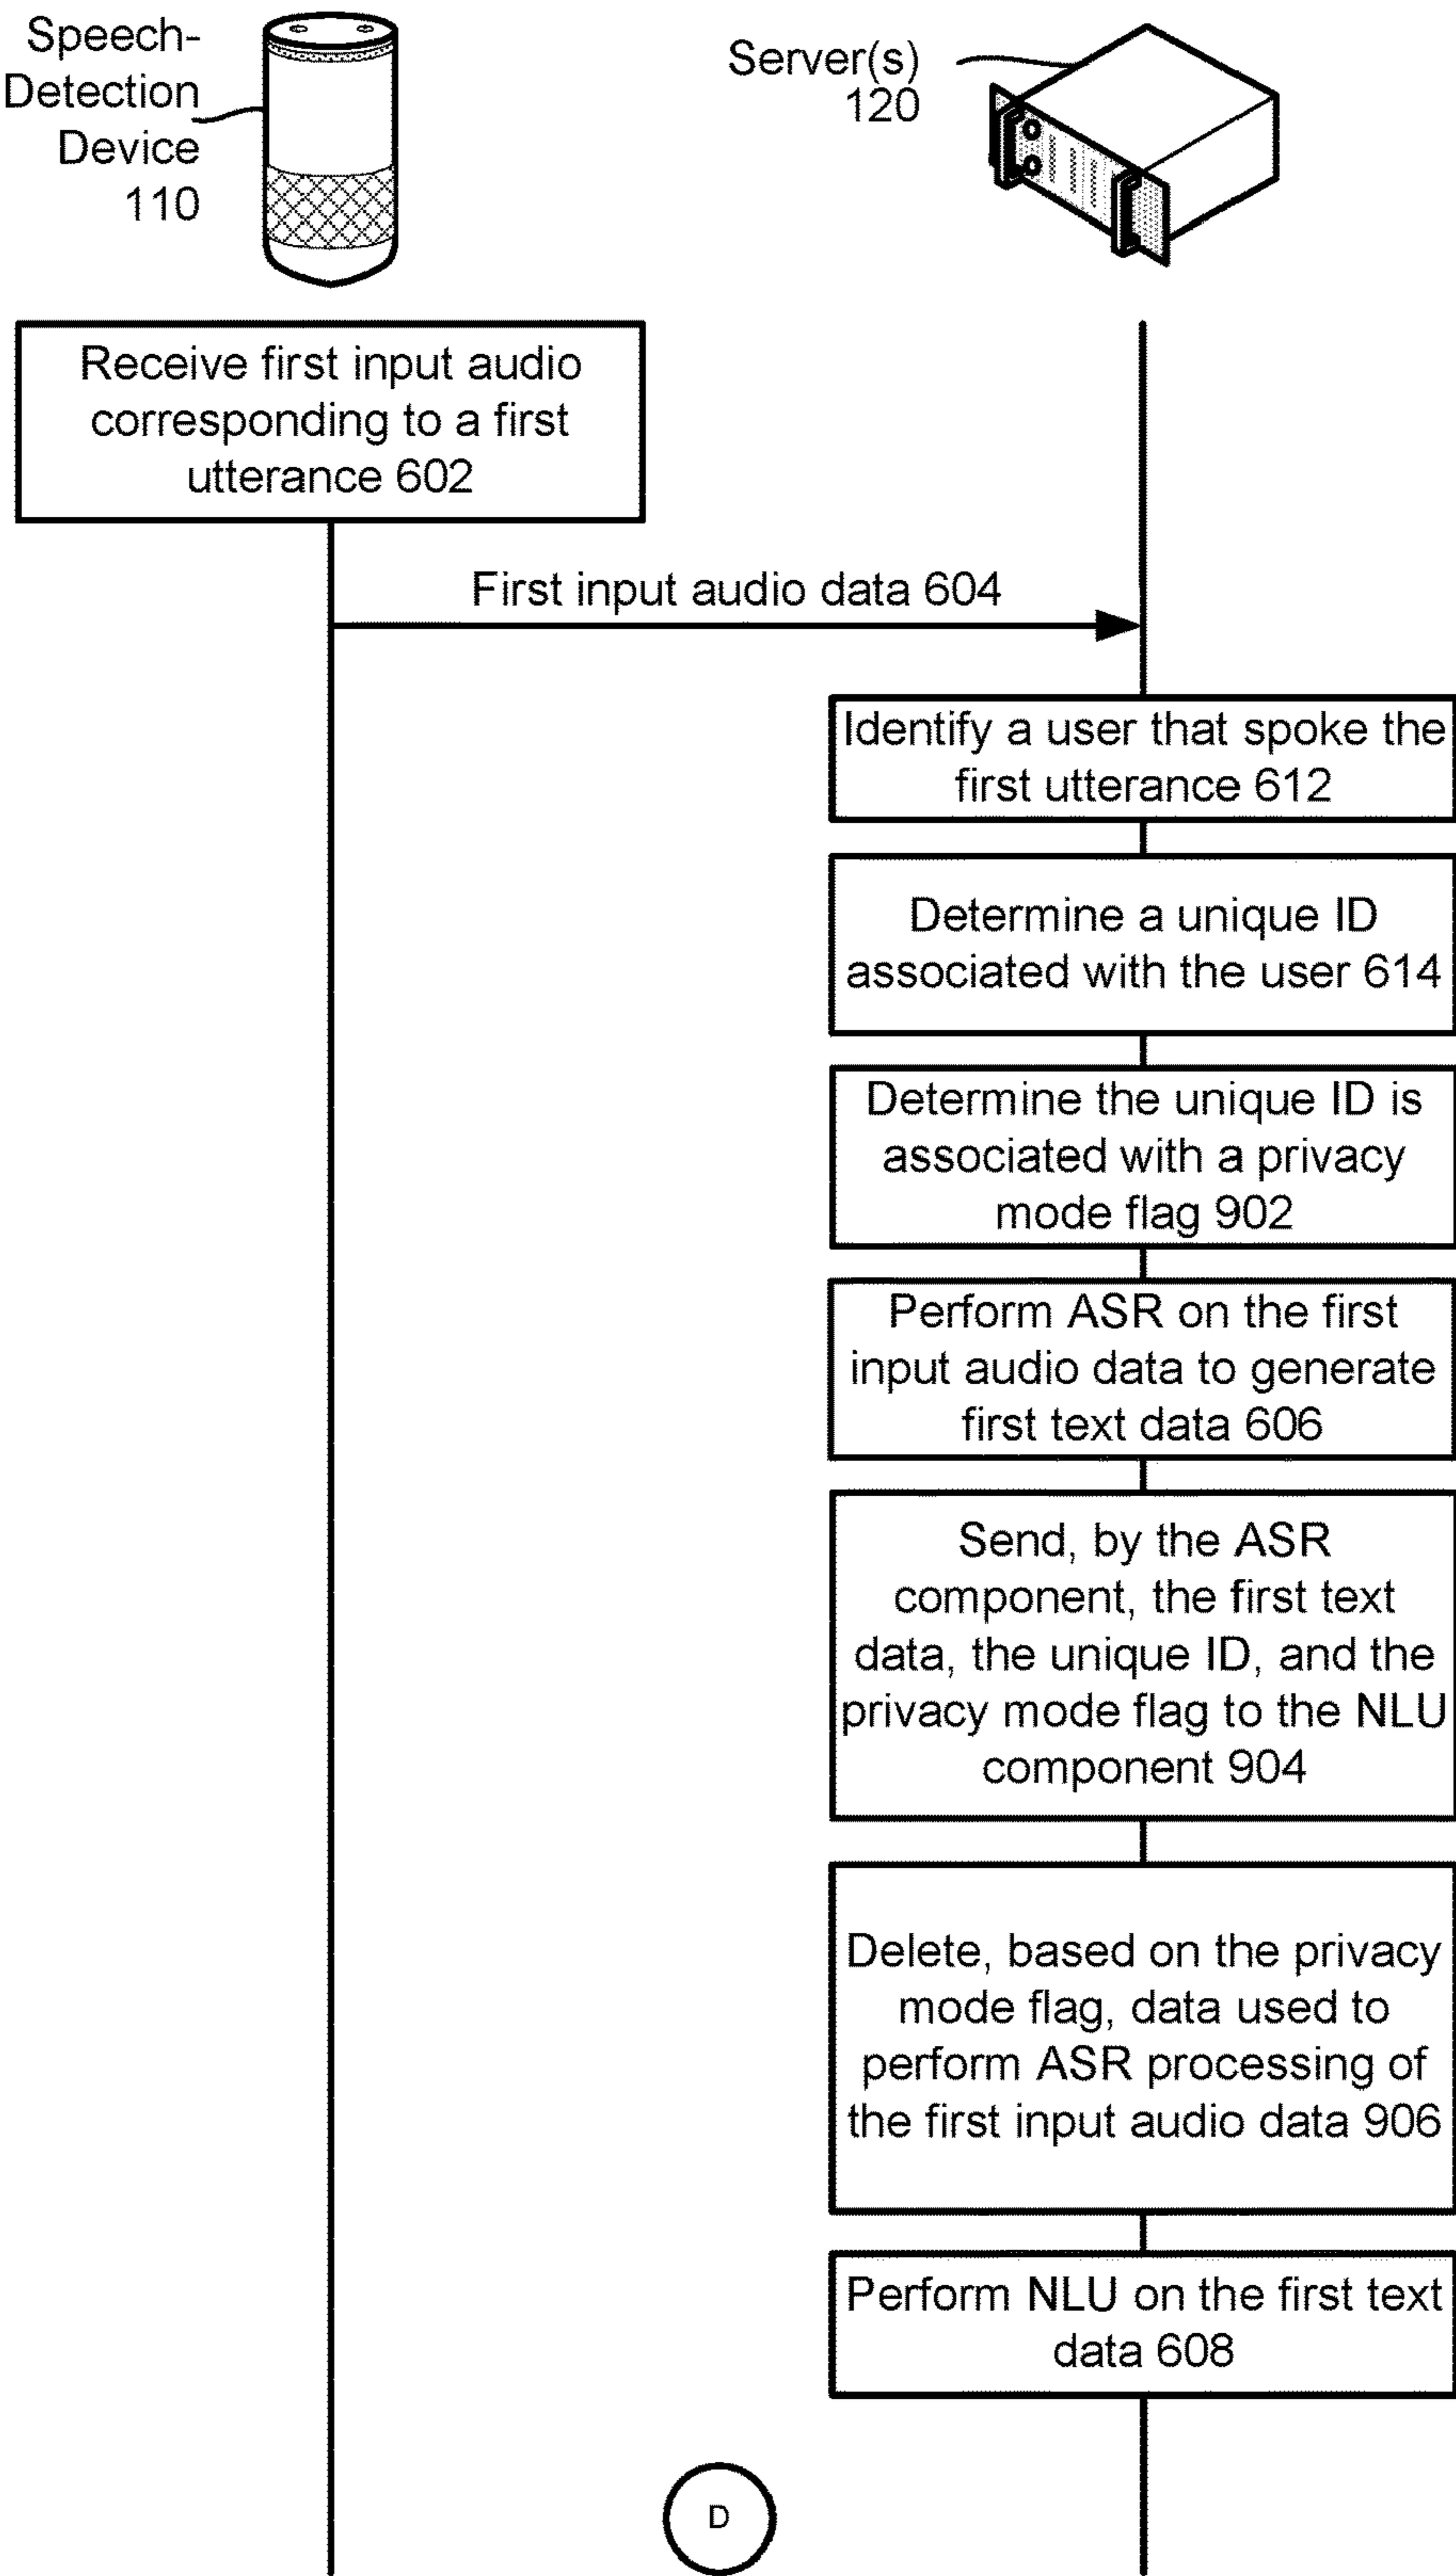 Speech-
Detection
Device
110
Server(s)
120
Receive first input audio
corresponding to a first
utterance 602
First input audio data 604
Identify a user that spoke the
first utterance 612
Determine a unique ID
associated with the user 614
Determine the unique ID is
associated with a privacy
mode flag 902
Perform ASR on the first
input audio data to generate
first text data 606
Send, by the ASR
component, the first text
data, the unique ID, and the
privacy mode flag to the NLU
component 904
Delete, based on the privacy
mode flag, data used to
perform ASR processing of
the first input audio data 906
Perform NLU on the first text
data 608
D